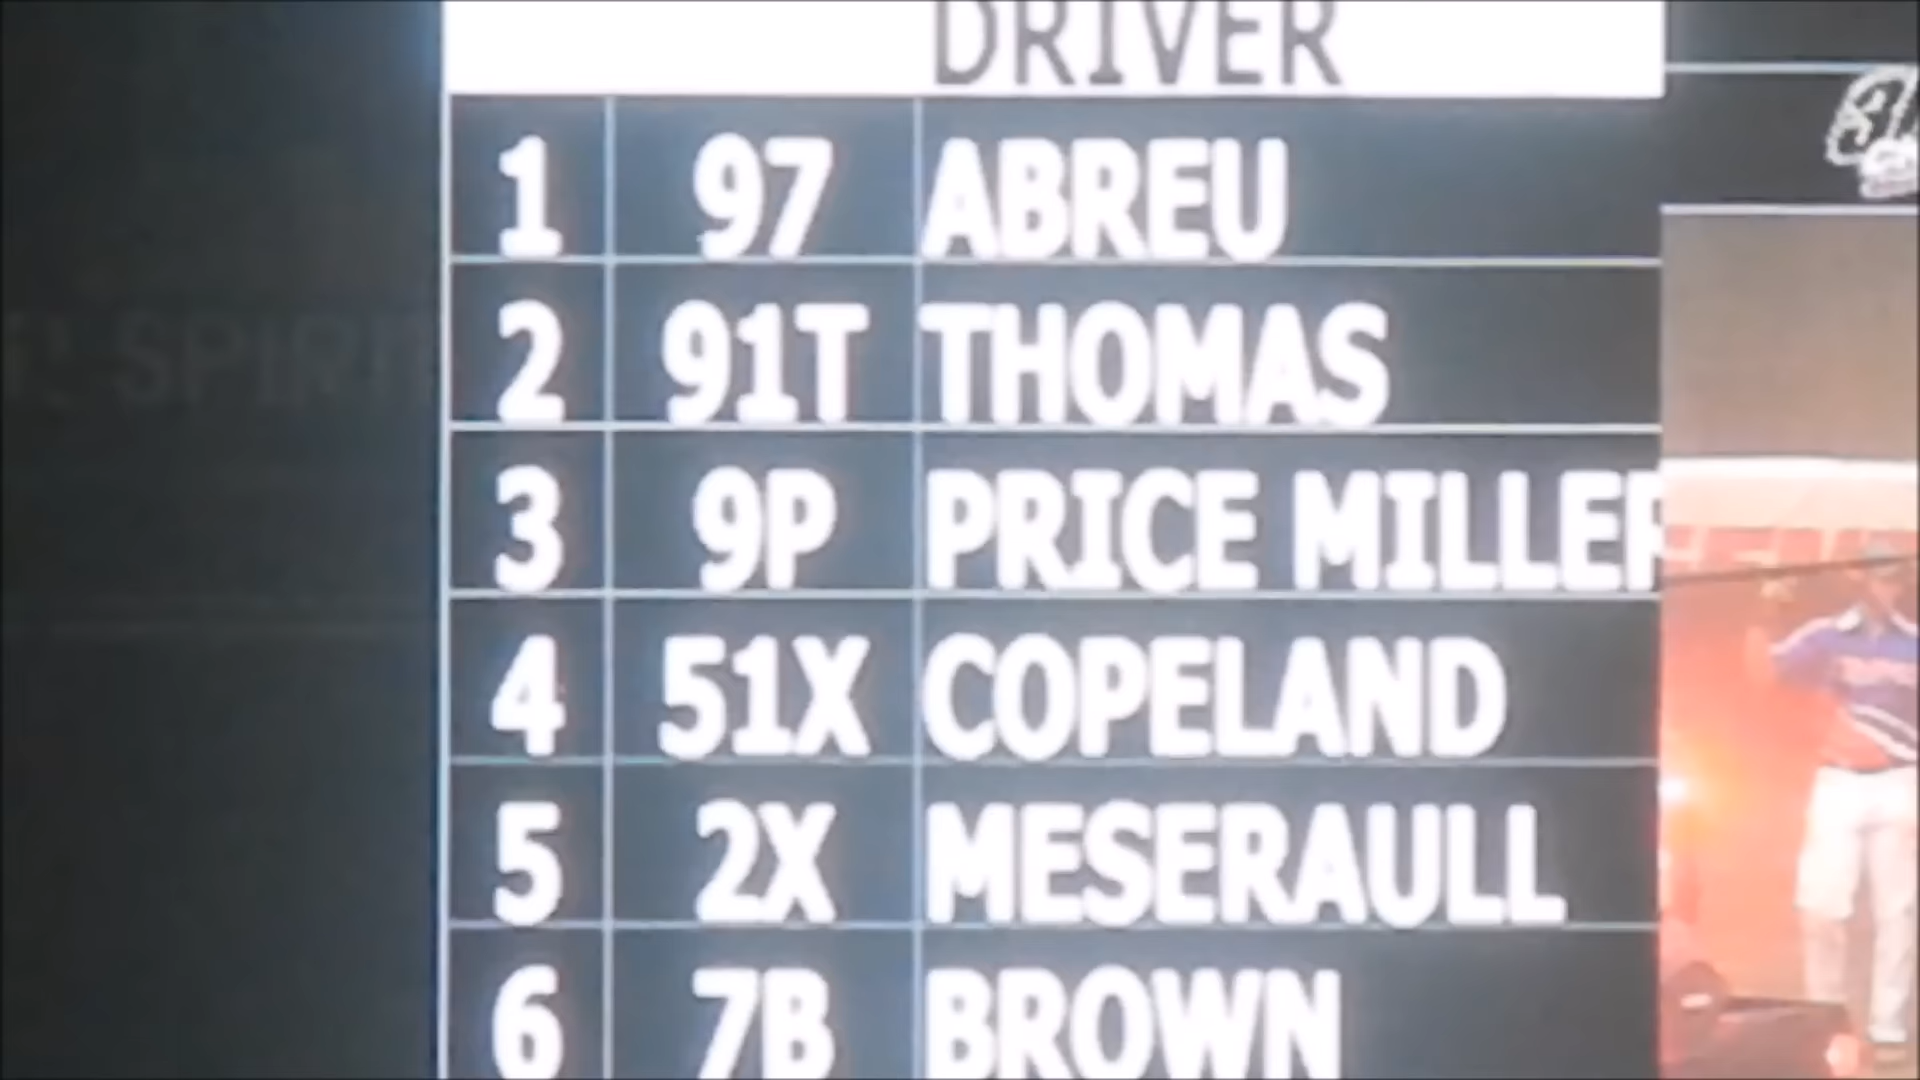 DRIVER
1 97 ABREU
2 91T THOMAS
3 9P PRICE MILLER
4 51X COPELAND
5 2X MESERAULL
6 7B BROWN